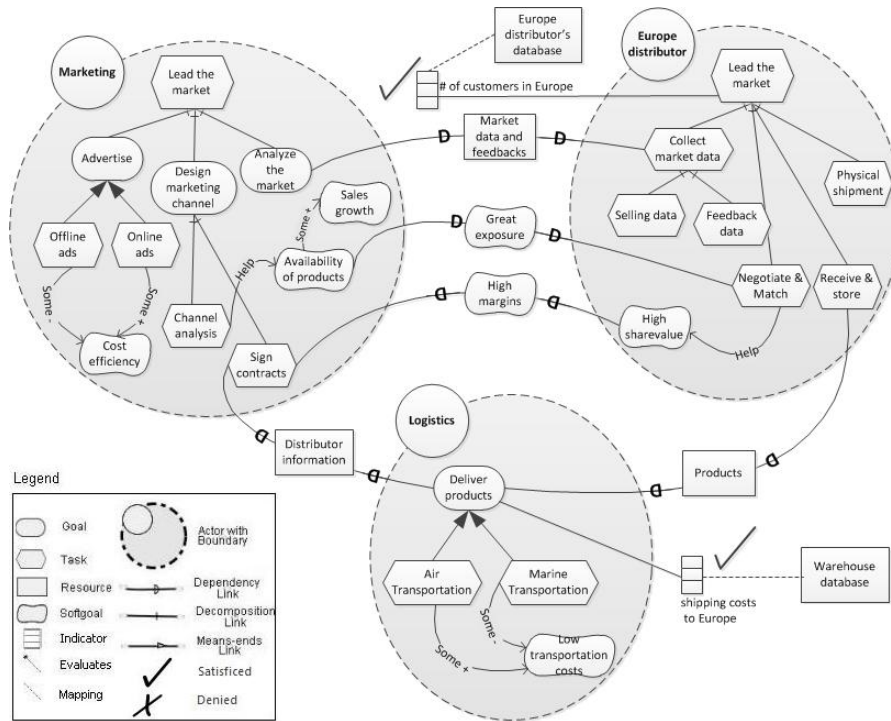 Marketing
Lead the
market
Advertise
Design
marketing
channel
Analyze
the
market
Offline
ads
Online
ads
Some -
Some +
Cost
efficiency
Channel
analysis
Sign
contracts
Help
Availability
of products
Some +
Sales
growth
Europe
distributor's
database
# of customers in Europe
D
Market
data and
feedbacks
D
D
Great
exposure
D
D
High
margins
D
Europe
distributor
Lead the
market
Collect
market data
Physical
shipment
Selling data
Feedback
data
Negotiate &
Match
Receive &
store
High
sharevalue
Help
D
Distributor
information
D
Logistics
Deliver
products
D
Products
D
Air
Transportation
Marine
Transportation
Some -
Some +
Low
transportation
costs
shipping costs
to Europe
Warehouse
database
Legend
Goal
Actor with
Boundary
Task
Resource
Dependency
Link
Softgoal
Decomposition
Link
Indicator
Means-ends
Link
Evaluates
Satisficed
Mapping
Denied